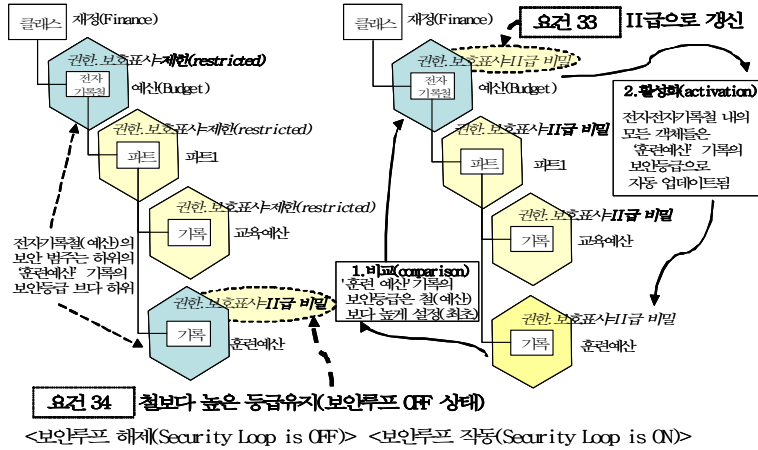 클래스 재정(Finance)
권한.보호표시=제한(restricted)
전자
기록철
예산(Budget)
권한.보호표시=제한(restricted)
파트 파트1
권한.보호표시=제한(restricted)
기록 교육예산
전자기록철(예산)의
보안 범주는 하위의
'훈련예산' 기록의
보안등급 보다 하위
권한.보호표시=II급 비밀
기록
훈련예산
요건 34 철보다 높은 등급유지(보안루프 OFF 상태)
<보안루프 해제(Security Loop is OFF)>
클래스 재정(Finance)
요건 33 II급으로 갱신
권한.보호표시=II급 비밀
전자
기록철
예산(Budget)
권한.보호표시=II급 비밀
파트 파트1
권한.보호표시=II급 비밀
기록 교육예산
1.비교(comparison)
'훈련 예산'기록의
보안등급은 철(예산)
보다 높게 설정(최초)
권한.보호표시=II급 비밀
기록
훈련예산
2.활성화(activation)
전자전자기록철 내의
모든 객체들은
'훈련예산' 기록의
보안등급으로
자동 업데이트됨
<보안루프 작동(Security Loop is ON)>